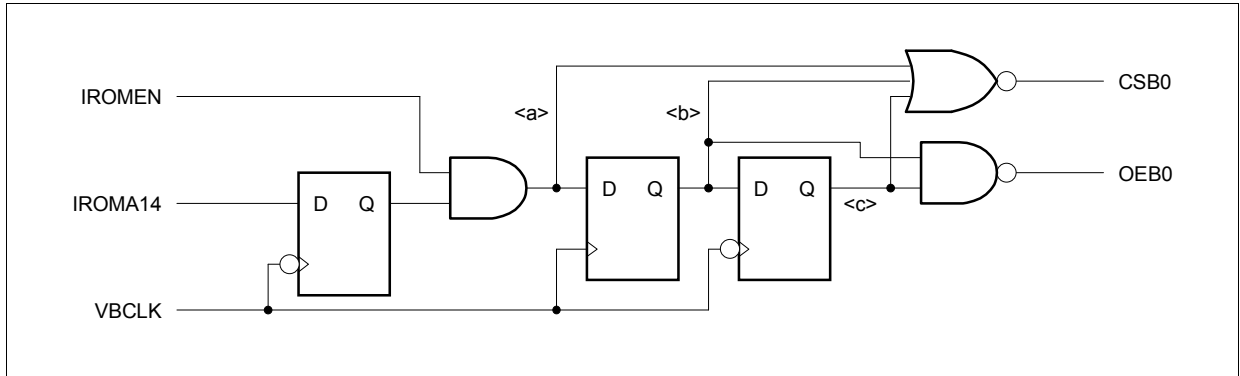 IROMEN
IROMA14
VBCLK
D Q
<a>
D Q
<b>
D Q
<c>
CSB0
OEB0